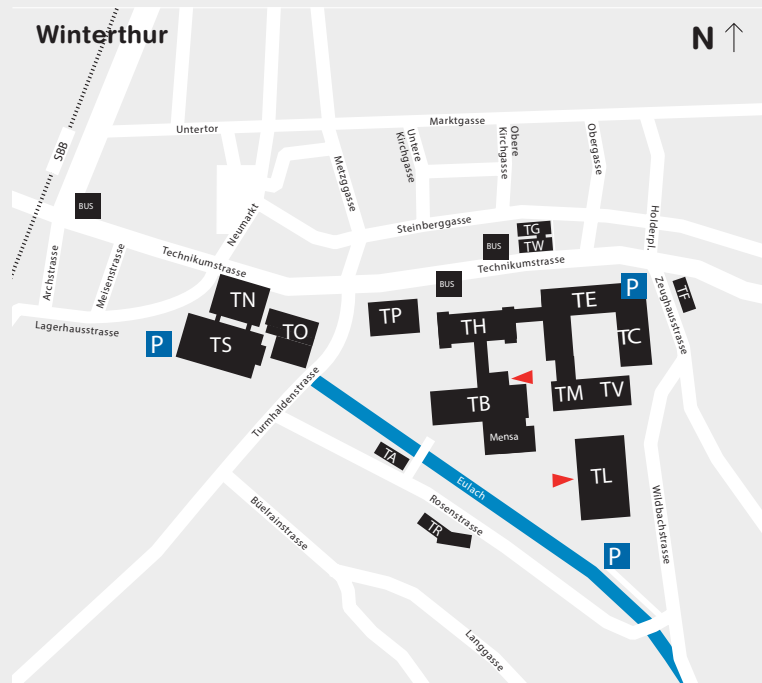 Winterthur
N
SBB
Untertor
Marktgasse
Untere
Kirchgasse
Obere
Kirchgasse
Obergasse
Metzggasse
BUS
Neumarkt
Steinberggasse
Holderpl.
TG
BUS
TW
Technikumstrasse
Technikumstrasse
Archstrasse
Meisenstrasse
BUS
P
Zeughausstrasse
TF
TN
TE
TP
TH
TO
Lagerhausstrasse
P
TS
TC
Turmhaldenstrasse
TB
TM
TV
Mensa
TA
Eulach
TL
Rosenstrasse
Büelrainstrasse
TR
Wildbachstrasse
P
Langgasse